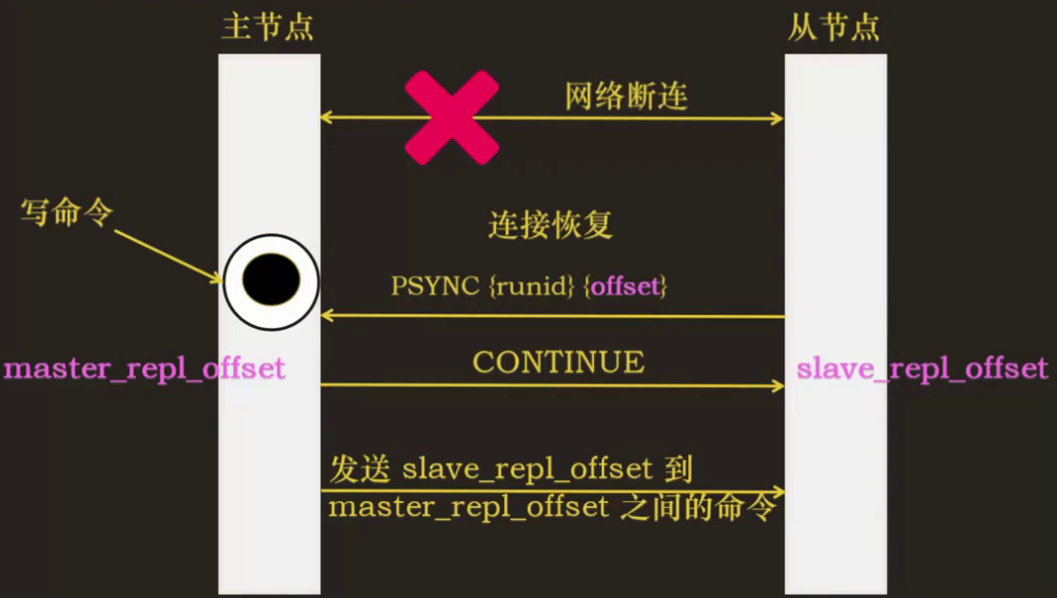 主节点
从节点
网络断连
写命令
连接恢复
PSYNC {runid} {offset}
master_repl_offset
CONTINUE
slave_repl_offset
发送 slave_repl_offset 到
master_repl_offset 之间的命令